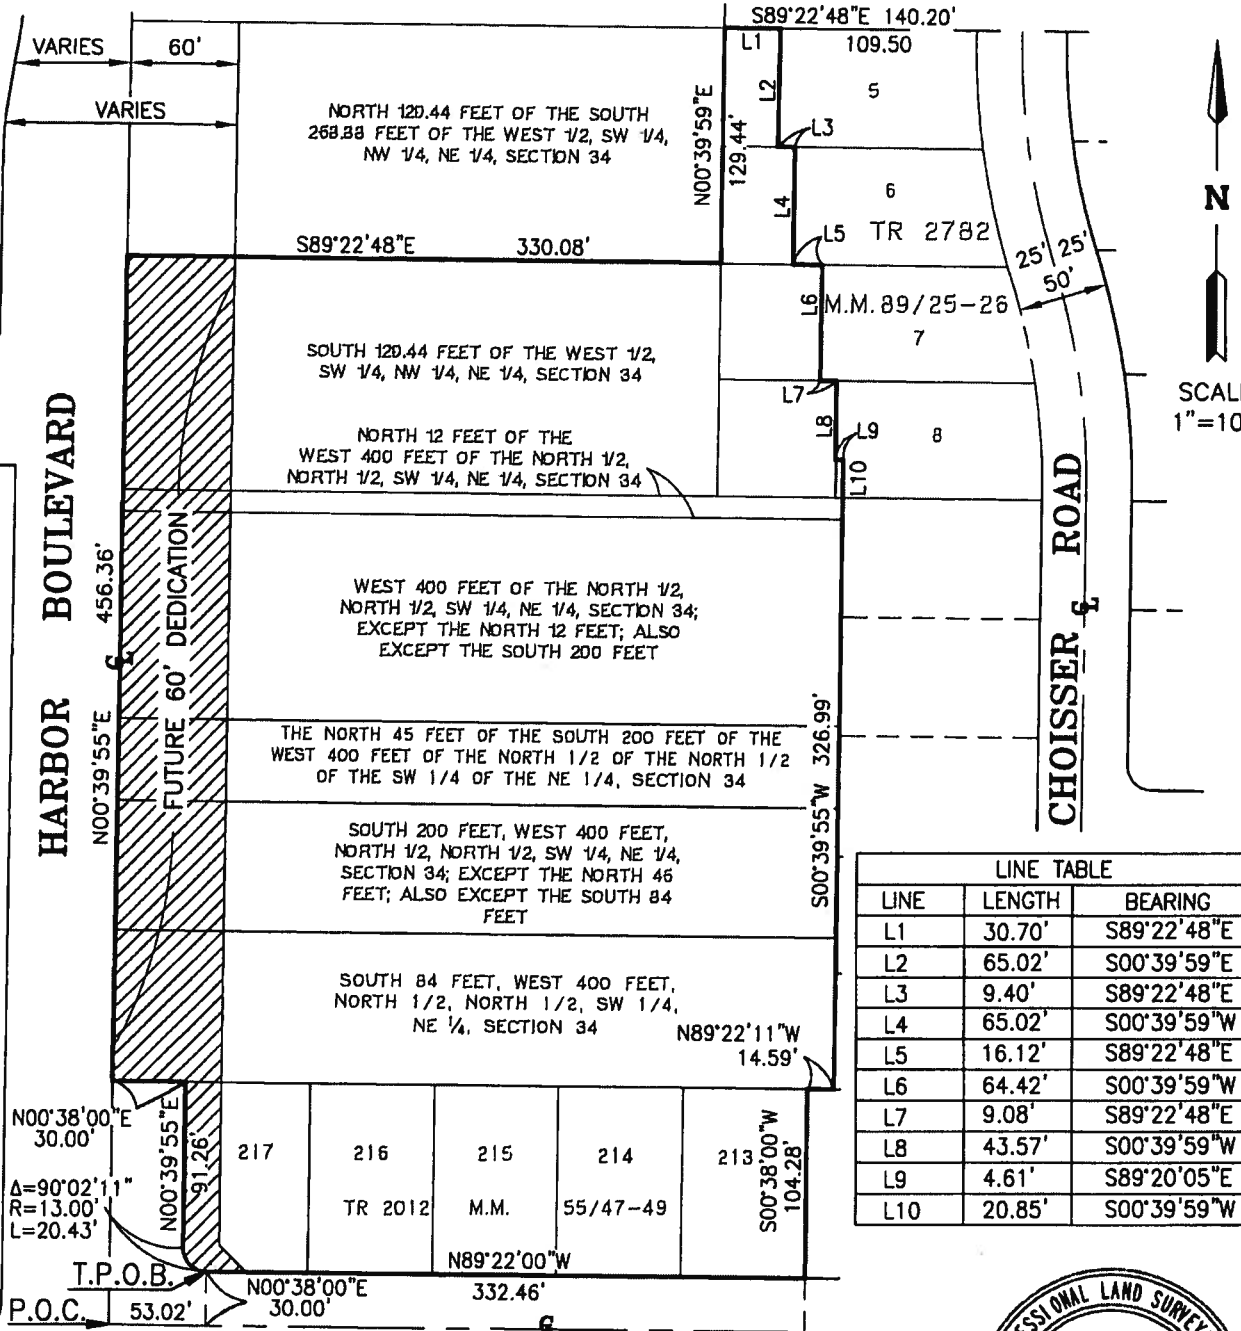 S89°22'48"E 140.20'
VARIES
60'
L1
109.50
VARIES
L2
5
NORTH 120.44 FEET OF THE SOUTH
268.88 FEET OF THE WEST 1/2, SW 1/4,
NW 1/4, NE 1/4, SECTION 34
N00°39'59"E
129.44'
L3
L4
6
N
L5
TR 2782
S89°22'48"E
330.08'
25'
25'
50'
L6
M.M. 89/25-26
7
SOUTH 120.44 FEET OF THE WEST 1/2,
SW 1/4, NW 1/4, NE 1/4, SECTION 34
L7
SCAL
1"=10
NORTH 12 FEET OF THE
WEST 400 FEET OF THE NORTH 1/2,
NORTH 1/2, SW 1/4, NE 1/4, SECTION 34
L8
L9
8
L10
HARBOR BOULEVARD
CHOISSER ROAD
N00°39'55"E 456.36'
FUTURE 60' DEDICATION
WEST 400 FEET OF THE NORTH 1/2,
NORTH 1/2, SW 1/4, NE 1/4, SECTION 34;
EXCEPT THE NORTH 12 FEET; ALSO
EXCEPT THE SOUTH 200 FEET
S00°39'55"W 326.99'
THE NORTH 45 FEET OF THE SOUTH 200 FEET OF THE
WEST 400 FEET OF THE NORTH 1/2 OF THE NORTH 1/2
OF THE SW 1/4 OF THE NE 1/4, SECTION 34
SOUTH 200 FEET, WEST 400 FEET,
NORTH 1/2, NORTH 1/2, SW 1/4, NE 1/4,
SECTION 34; EXCEPT THE NORTH 45
FEET; ALSO EXCEPT THE SOUTH 84
FEET
SOUTH 84 FEET, WEST 400 FEET,
NORTH 1/2, NORTH 1/2, SW 1/4,
NE 1/4, SECTION 34
N89°22'11"W
14.59'
LINE TABLE
LINE LENGTH BEARING
L1 30.70' S89°22'48"E
L2 65.02' S00°39'59"E
L3 9.40' S89°22'48"E
L4 65.02' S00°39'59"W
L5 16.12' S89°22'48"E
L6 64.42' S00°39'59"W
L7 9.08' S89°22'48"E
L8 43.57' S00°39'59"W
L9 4.61' S89°20'05"E
L10 20.85' S00°39'59"W
N00°38'00"E
30.00'
N00°39'55"E
91.26'
217
216
215
214
213
TR 2012
M.M.
55/47-49
S00°38'00"W
104.28'
Δ=90°02'11"
R=13.00'
L=20.43'
N89°22'00"W
332.46'
T.P.O.B.
N00°38'00"E
30.00'
P.O.C.
53.02'
ESSIONAL LAND SURVEY